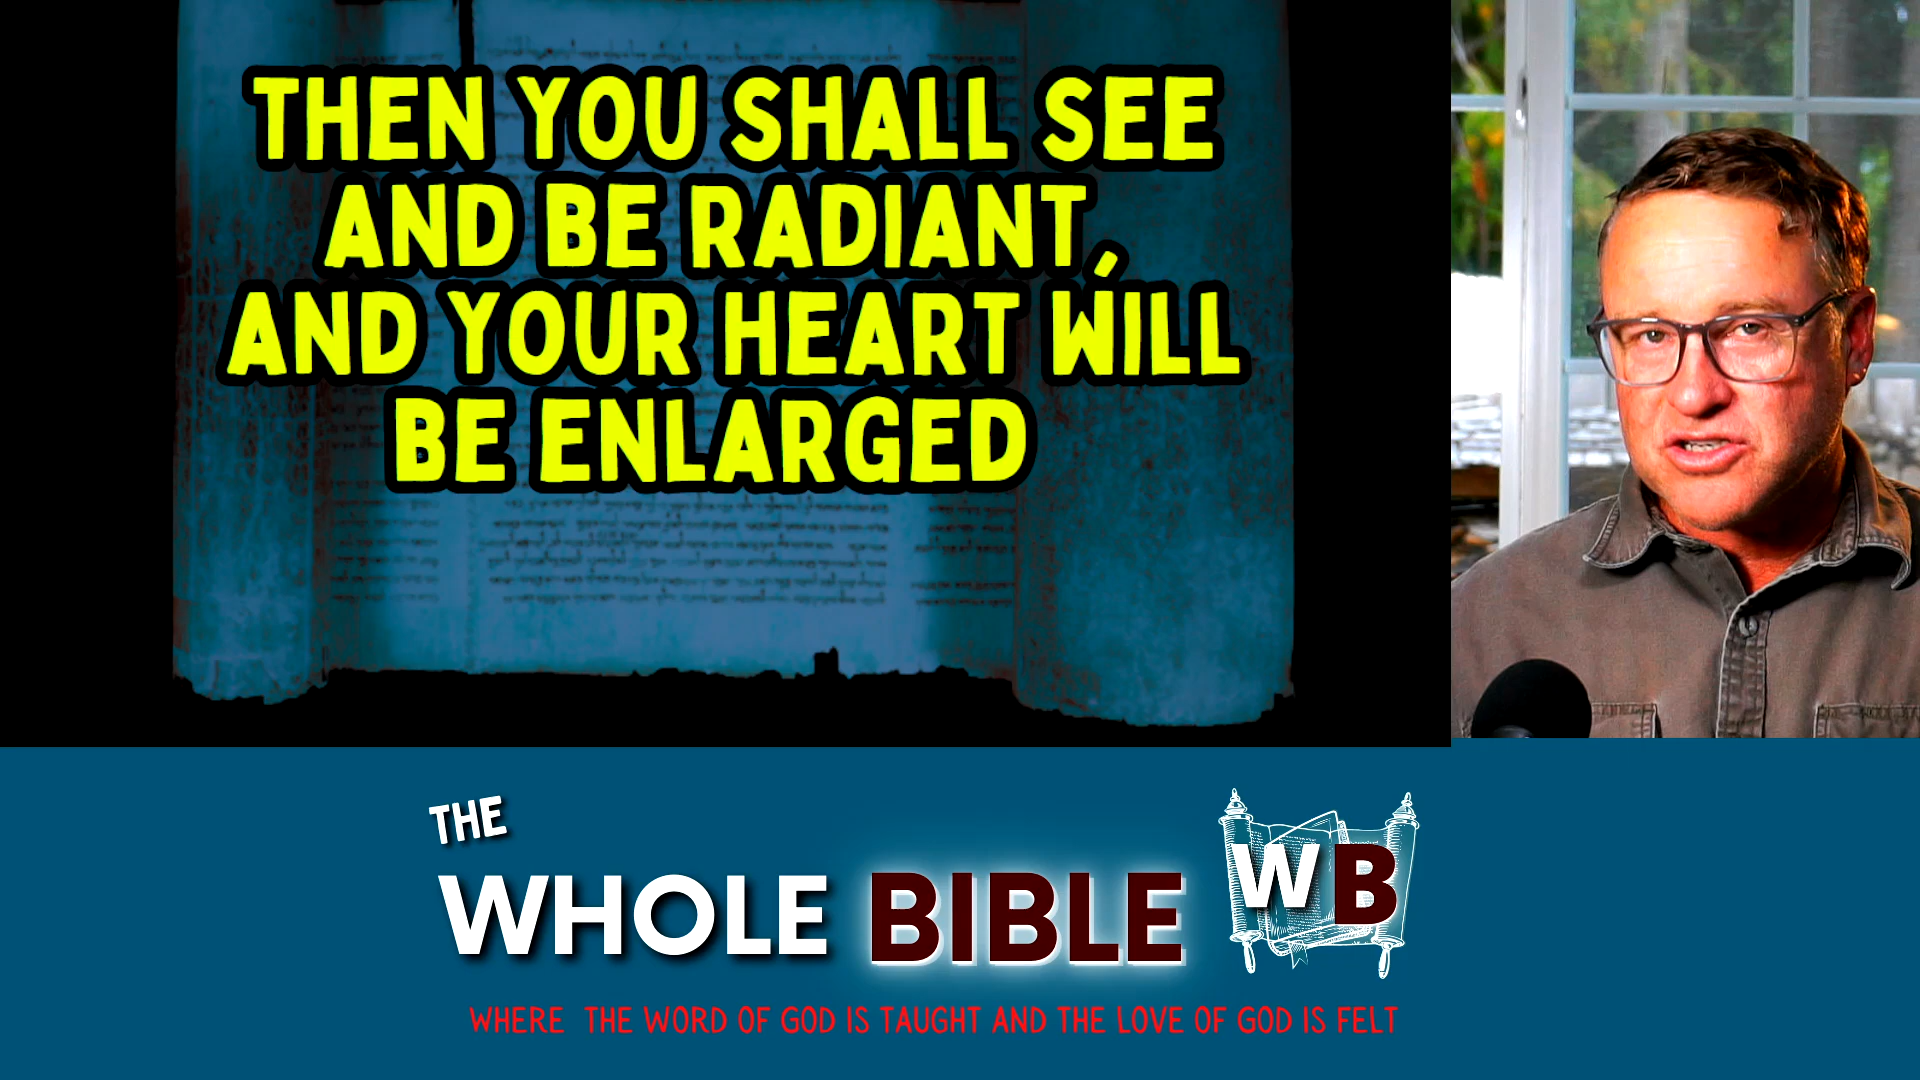 THEN YOU SHALL SEE
AND BE RADIANT,
AND YOUR HEART WILL
BE ENLARGED
THE
WHOLE BIBLE
WB
WHERE THE WORD OF GOD IS TAUGHT AND THE LOVE OF GOD IS FELT